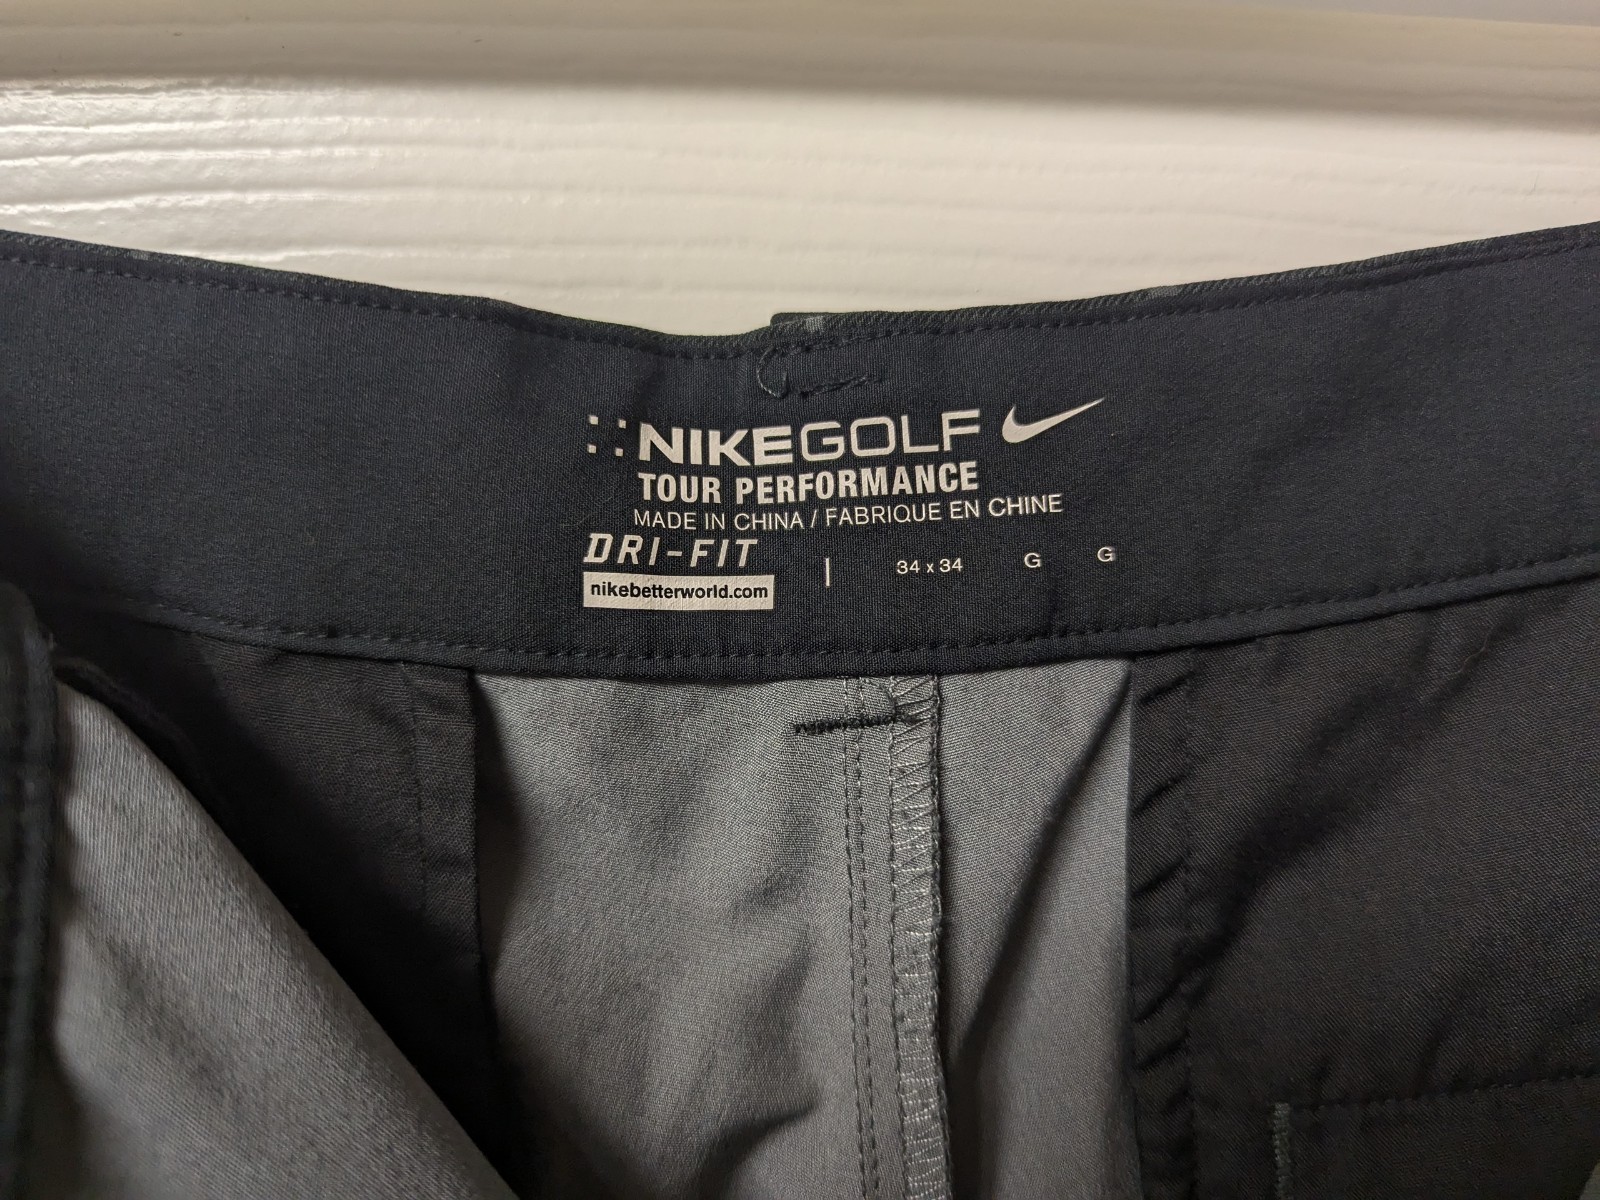 NIKEGOLF
TOUR PERFORMANCE
MADE IN CHINA / FABRIQUE EN CHINE
DRI-FIT | 34 x 34 G G
nikebetterworld.com